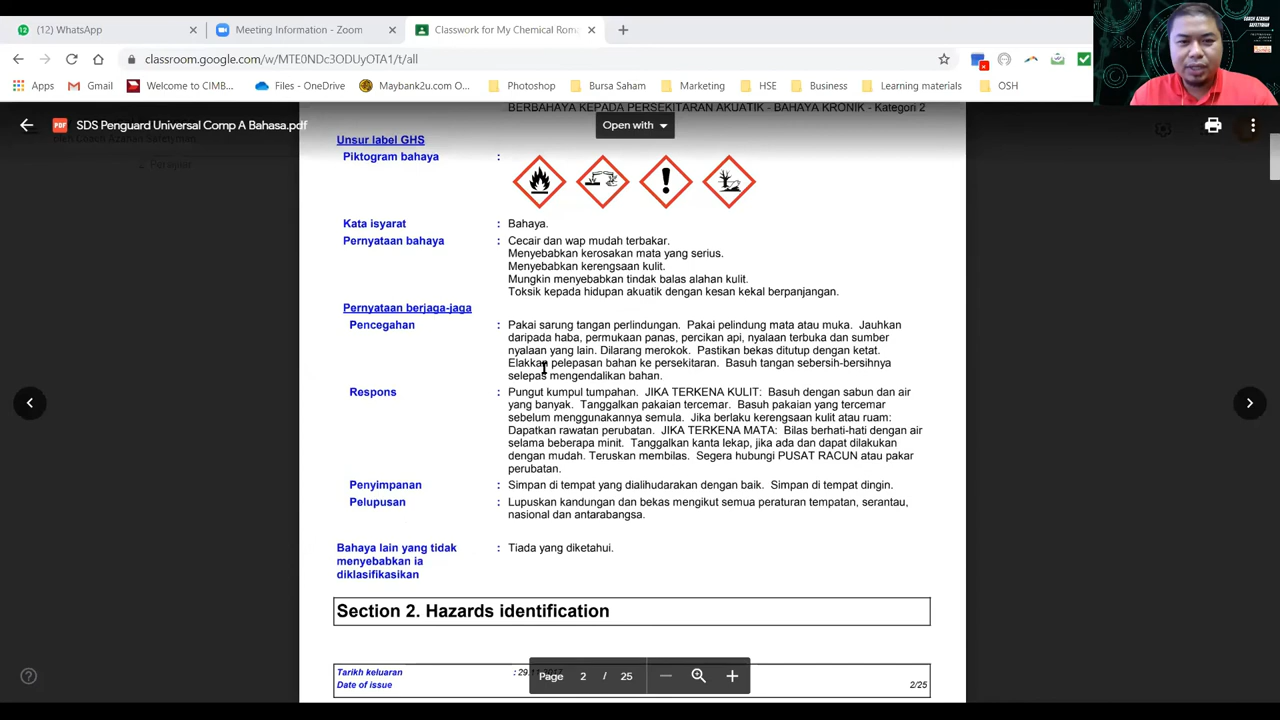 (12) WhatsApp
Meeting Information - Zoom
Classwork for My Chemical Rom
classroom.google.com/w/MTE0NDc3ODUyOTA1/t/all
Apps
Gmail
Welcome to CIMB...
Files - OneDrive
Maybank2u.com O...
Photoshop
Bursa Saham
Marketing
HSE
Business
Learning materials
OSH
BERBAHAYA KEPADA PERSEKITARAN AKUATIK - BAHAYA KRONIK - Kategori 2
SDS Penguard Universal Comp A Bahasa.pdf
Open with
Unsur label GHS
Piktogram bahaya :
Kata isyarat : Bahaya.
Pernyataan bahaya : Cecair dan wap mudah terbakar.
Menyebabkan kerosakan mata yang serius.
Menyebabkan kerengsaan kulit.
Mungkin menyebabkan tindak balas alahan kulit.
Toksik kepada hidupan akuatik dengan kesan kekal berpanjangan.
Pernyataan berjaga-jaga
Pencegahan : Pakai sarung tangan perlindungan. Pakai pelindung mata atau muka. Jauhkan
daripada haba, permukaan panas, percikan api, nyalaan terbuka dan sumber
nyalaan yang lain. Dilarang merokok. Pastikan bekas ditutup dengan ketat.
Elakkan pelepasan bahan ke persekitaran. Basuh tangan sebersih-bersihnya
selepas mengendalikan bahan.
Respons : Pungut kumpul tumpahan. JIKA TERKENA KULIT: Basuh dengan sabun dan air
yang banyak. Tanggalkan pakaian tercemar. Basuh pakaian yang tercemar
sebelum menggunakannya semula. Jika berlaku kerengsaan kulit atau ruam:
Dapatkan rawatan perubatan. JIKA TERKENA MATA: Bilas berhati-hati dengan air
selama beberapa minit. Tanggalkan kanta lekap, jika ada dan dapat dilakukan
dengan mudah. Teruskan membilas. Segera hubungi PUSAT RACUN atau pakar
perubatan.
Penyimpanan : Simpan di tempat yang dialihudarakan dengan baik. Simpan di tempat dingin.
Pelupusan : Lupuskan kandungan dan bekas mengikut semua peraturan tempatan, serantau,
nasional dan antarabangsa.
Bahaya lain yang tidak : Tiada yang diketahui.
menyebabkan ia
diklasifikasikan
Section 2. Hazards identification
Tarikh keluaran
Date of issue
2/25
Page 2 / 25